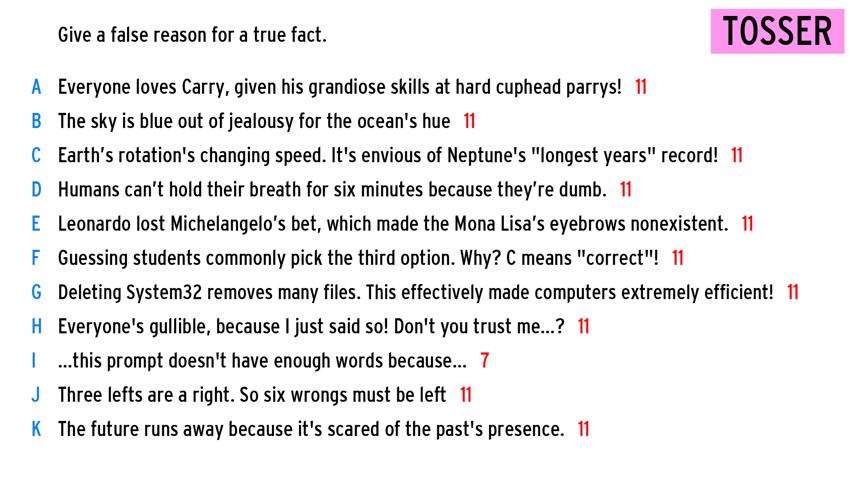 Give a false reason for a true fact.
TOSSER
A Everyone loves Carry, given his grandiose skills at hard cuphead parrys! 11
B The sky is blue out of jealousy for the ocean's hue 11
C Earth’s rotation's changing speed. It's envious of Neptune's "longest years" record! 11
D Humans can’t hold their breath for six minutes because they’re dumb. 11
E Leonardo lost Michelangelo’s bet, which made the Mona Lisa’s eyebrows nonexistent. 11
F Guessing students commonly pick the third option. Why? C means "correct"! 11
G Deleting System32 removes many files. This effectively made computers extremely efficient! 11
H Everyone's gullible, because I just said so! Don't you trust me...? 11
I ...this prompt doesn't have enough words because... 7
J Three lefts are a right. So six wrongs must be left 11
K The future runs away because it's scared of the past's presence. 11